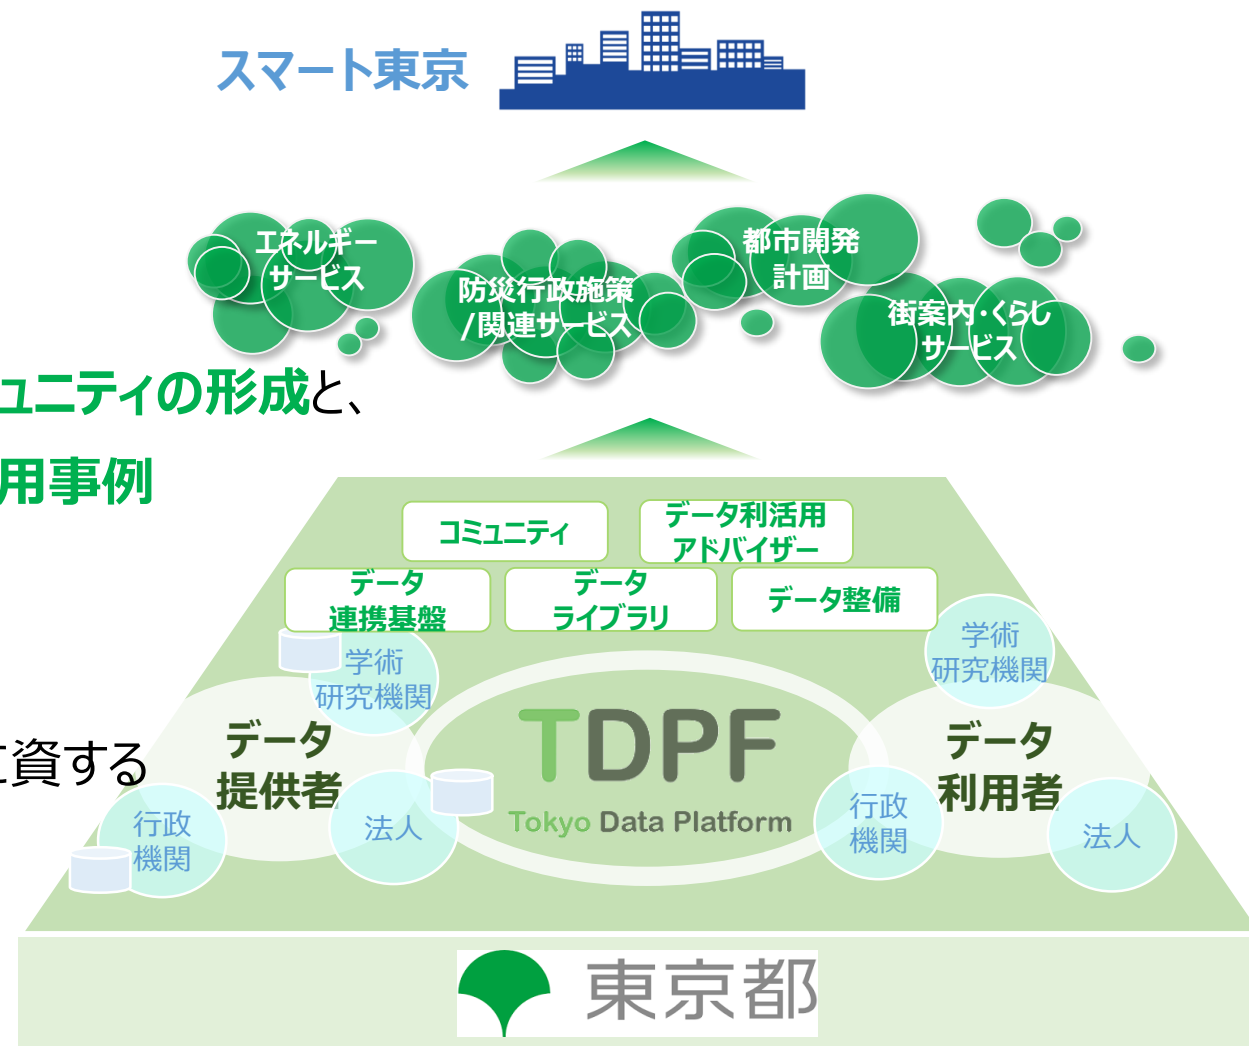 スマート東京
エネルギー
サービス
防災行政施策
/関連サービス
都市開発
計画
街案内・くらし
サービス
ュニティの形成と、
用事例
コミュニティ
データ利活用
アドバイザー
データ
連携基盤
データ
ライブラリ
データ整備
学術
研究機関
データ
提供者
行政
機関
法人
に資する
TDPF
Tokyo Data Platform
学術
研究機関
データ
利用者
行政
機関
法人
東京都